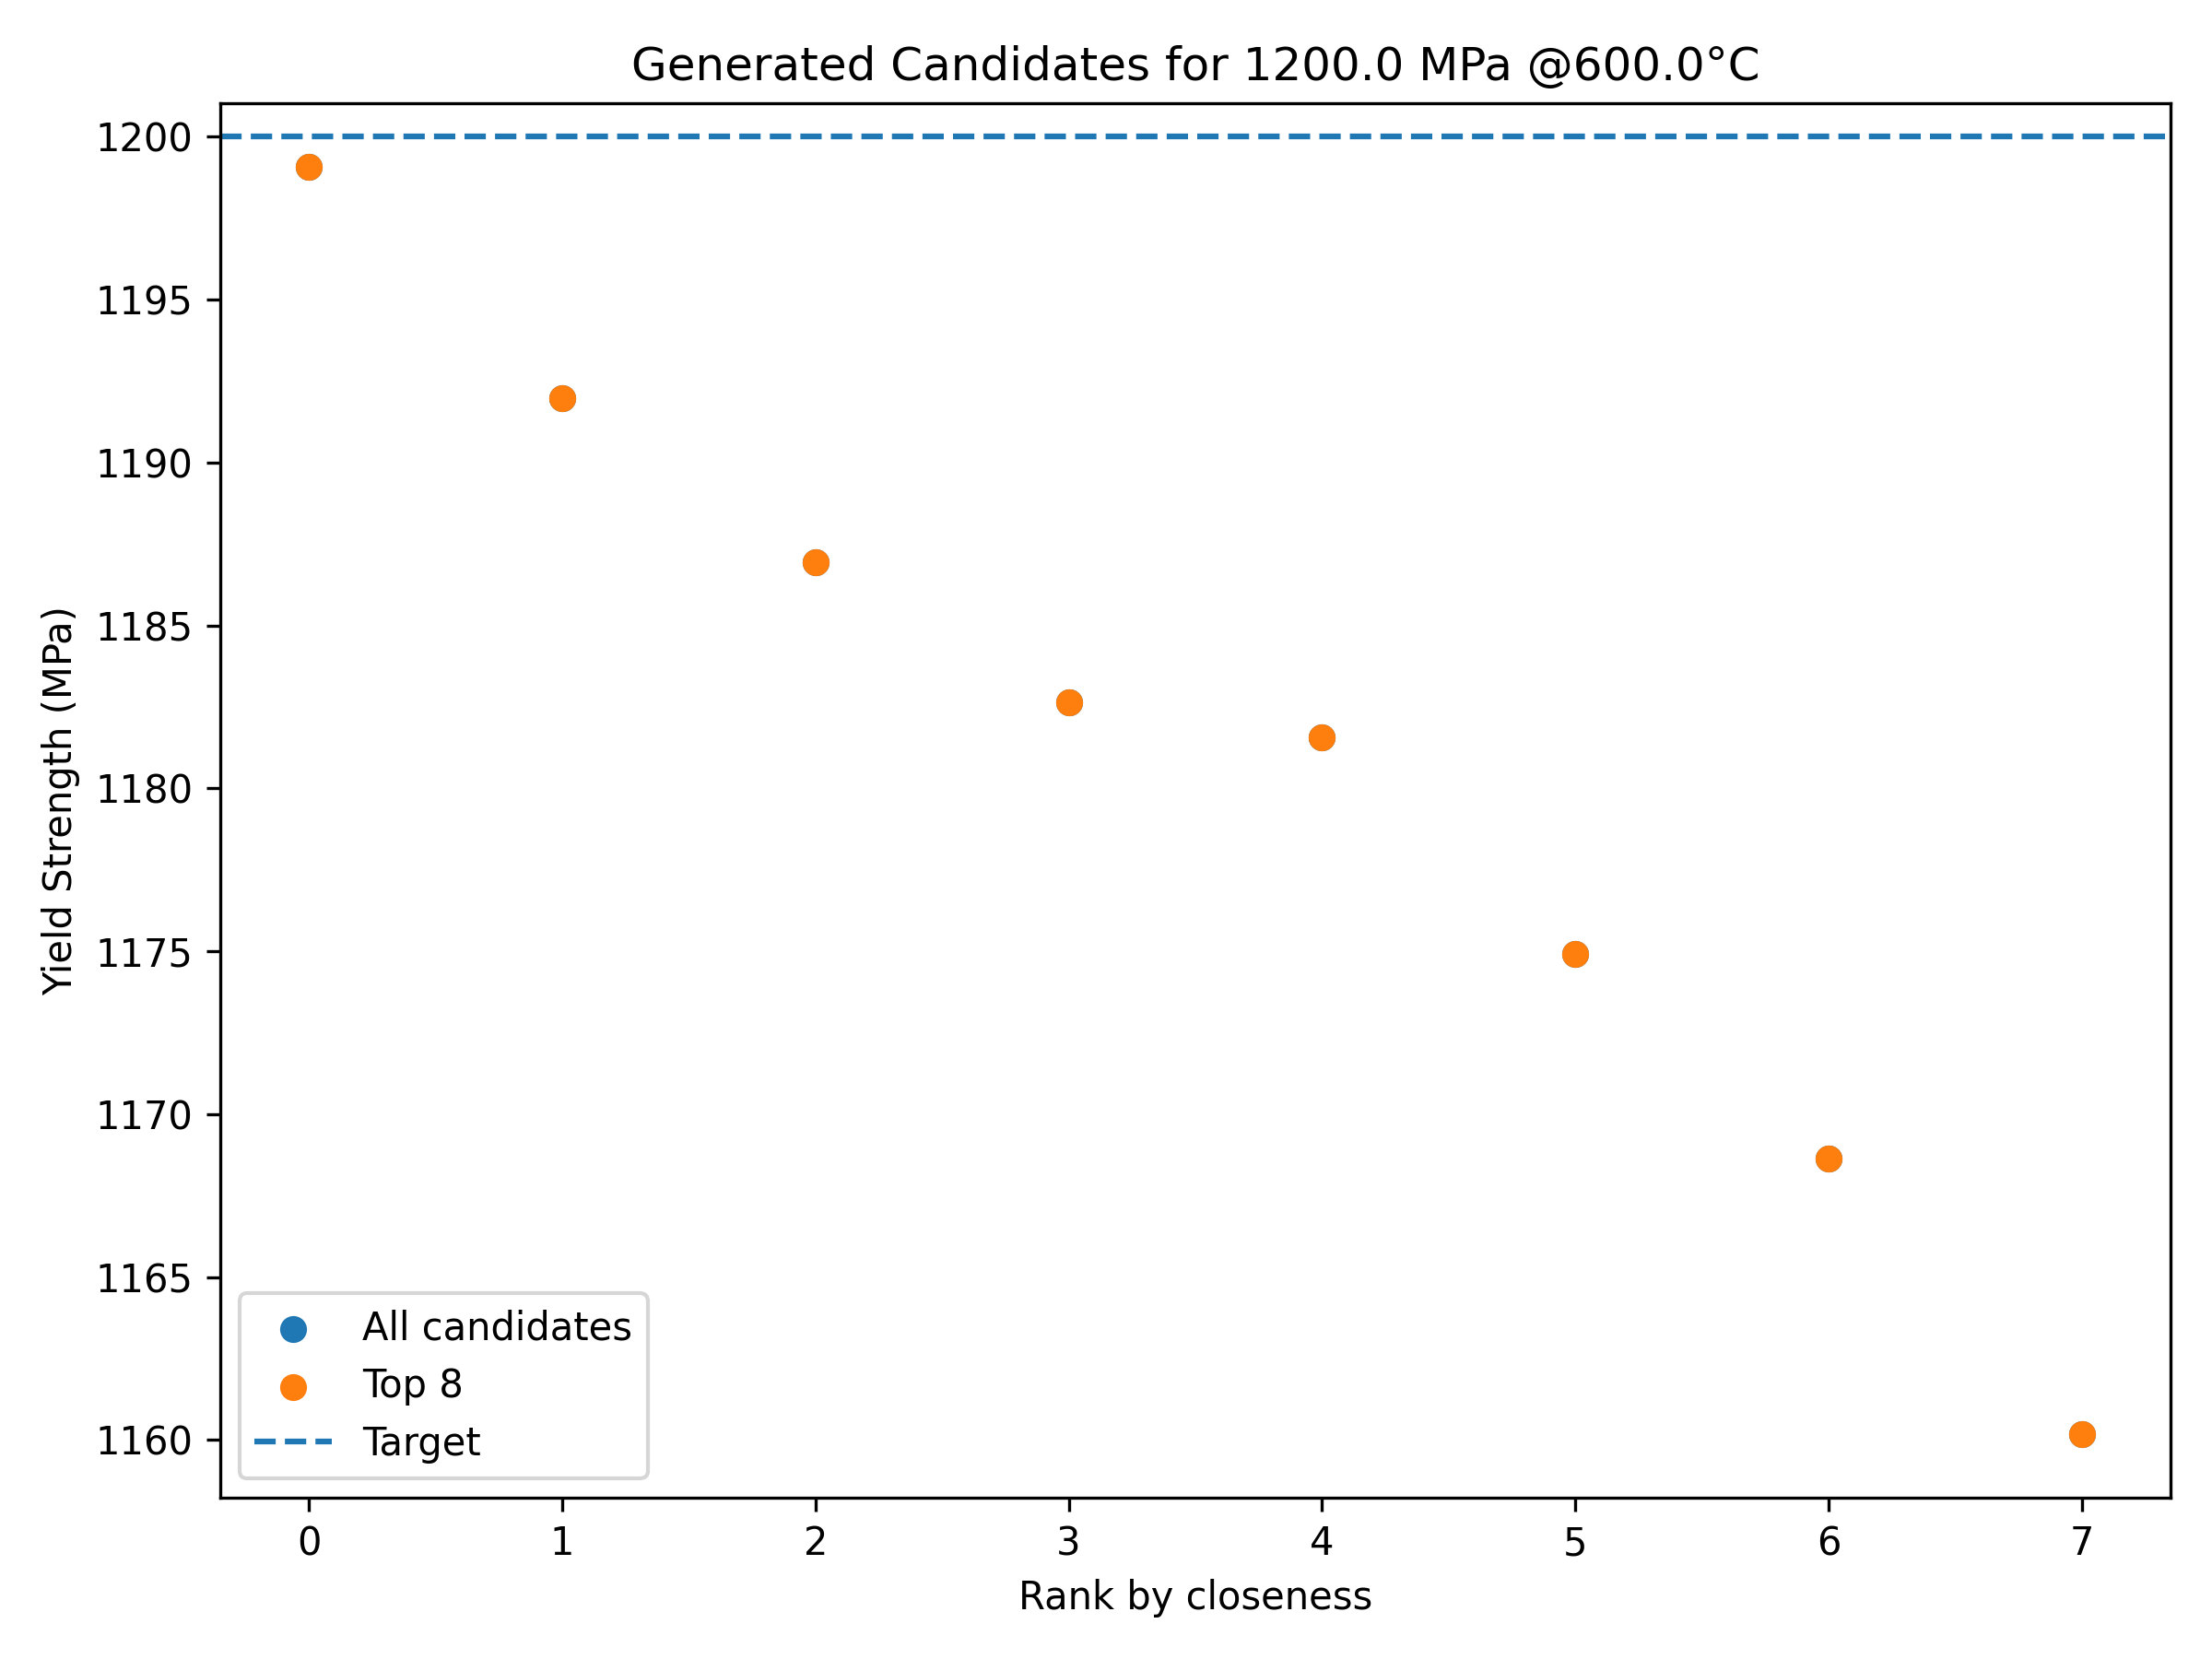 Generated Candidates for 1200.0 MPa @600.0°C
Yield Strength (MPa)
1200
1195
1190
1185
1180
1175
1170
1165
1160
All candidates
Top 8
Target
0 1 2 3 4 5 6 7
Rank by closeness